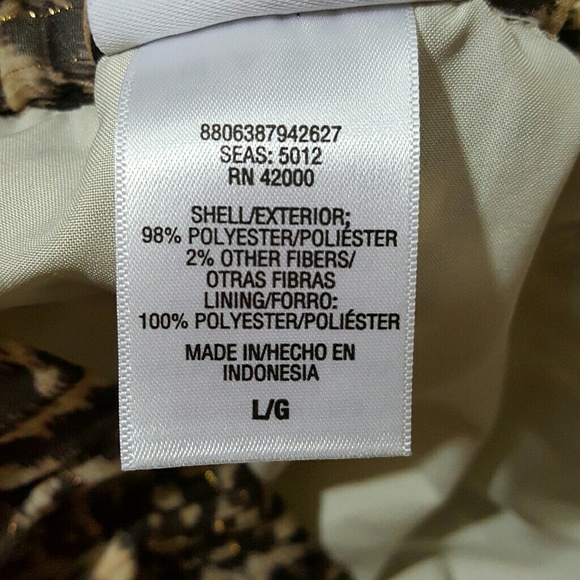 8806387942627
SEAS: 5012
RN 42000
SHELL/EXTERIOR;
98% POLYESTER/POLIÉSTER
2% OTHER FIBERS/
OTRAS FIBRAS
LINING/FORRO:
100% POLYESTER/POLIÉSTER
MADE IN/HECHO EN
INDONESIA
L/G